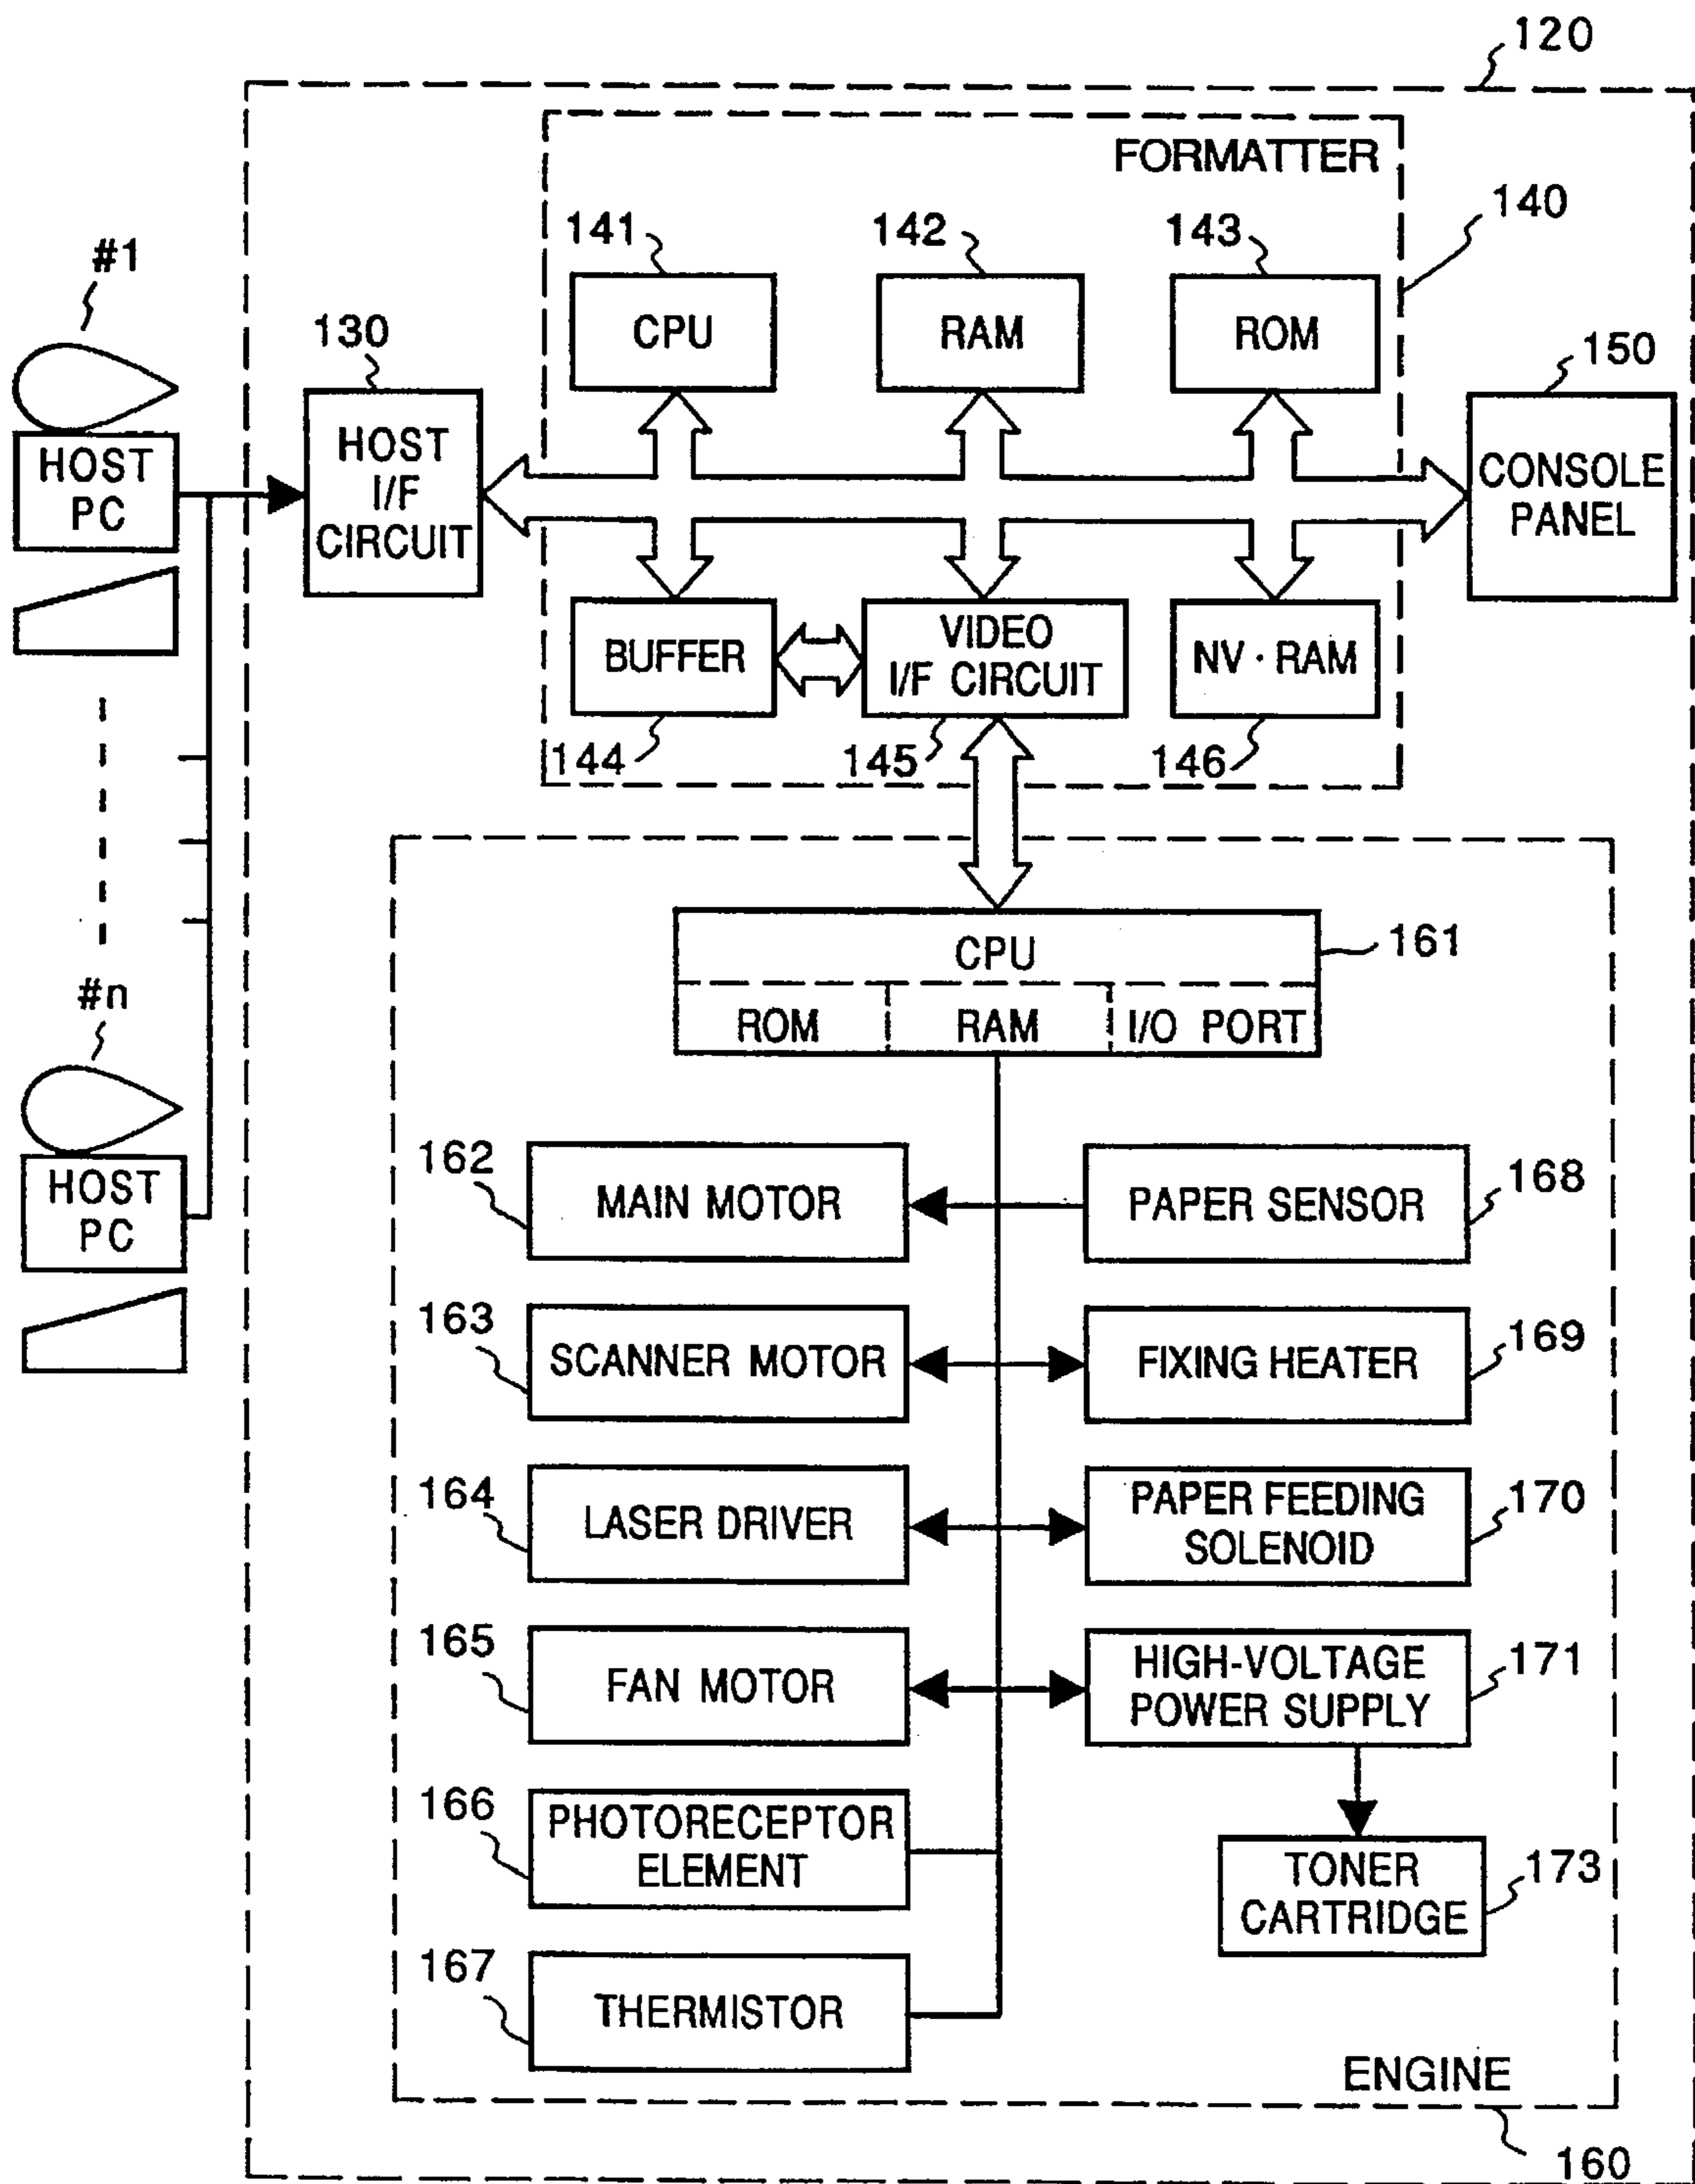 120
FORMATTER
140
141
142
143
#1
130
CPU
RAM
ROM
150
HOST
PC
HOST
I/F
CIRCUIT
CONSOLE
PANEL
BUFFER
VIDEO
I/F CIRCUIT
NV·RAM
144
145
146
CPU
161
#n
ROM
RAM
I/O PORT
HOST
PC
162
MAIN MOTOR
PAPER SENSOR
168
163
SCANNER MOTOR
FIXING HEATER
169
164
LASER DRIVER
PAPER FEEDING
SOLENOID
170
165
FAN MOTOR
HIGH-VOLTAGE
POWER SUPPLY
171
166
PHOTORECEPTOR
ELEMENT
TONER
CARTRIDGE
173
167
THERMISTOR
ENGINE
160